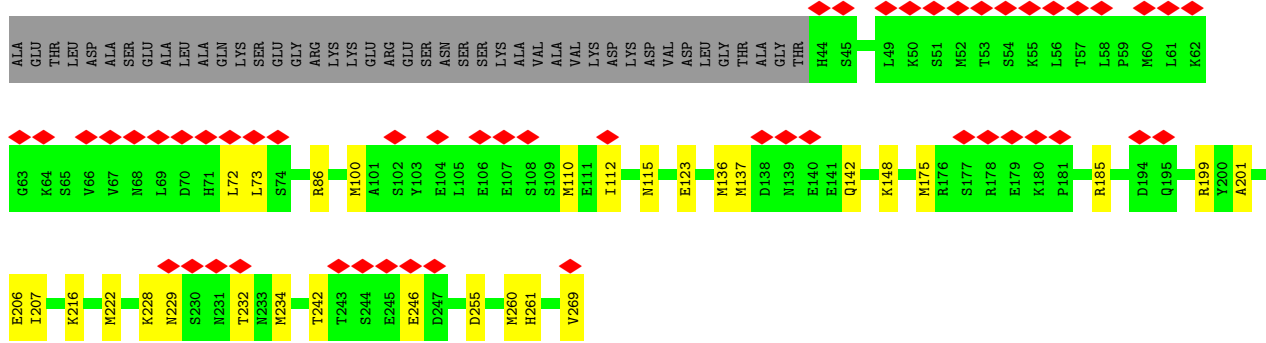 ALA GLU THR LEU ASP ALA SER GLU ALA LEU ALA GLN LYS SER GLU GLY ARG LYS LYS GLU ARG GLU SER ASN SER SER LYS ALA VAL ALA VAL LYS ASP LYS ASP VAL ASP LEU GLY THR ALA GLY THR H44 S45 L49 K50 S51 M52 T53 S54 K55 L56 T57 L58 P59 M60 L61 K62
G63 K64 S65 V66 V67 N68 L69 D70 H71 L72 L73 S74 R86 M100 A101 S102 Y103 E104 L105 E106 E107 S108 S109 M110 E111 I112 N115 E123 M136 M137 D138 N139 E140 E141 Q142 K148 M175 R176 S177 R178 E179 K180 P181 R185 D194 Q195 R199 Y200 A201
E206 I207 K216 M222 K228 N229 S230 N231 T232 N233 M234 T242 T243 S244 E245 E246 D247 D255 M260 H261 V269